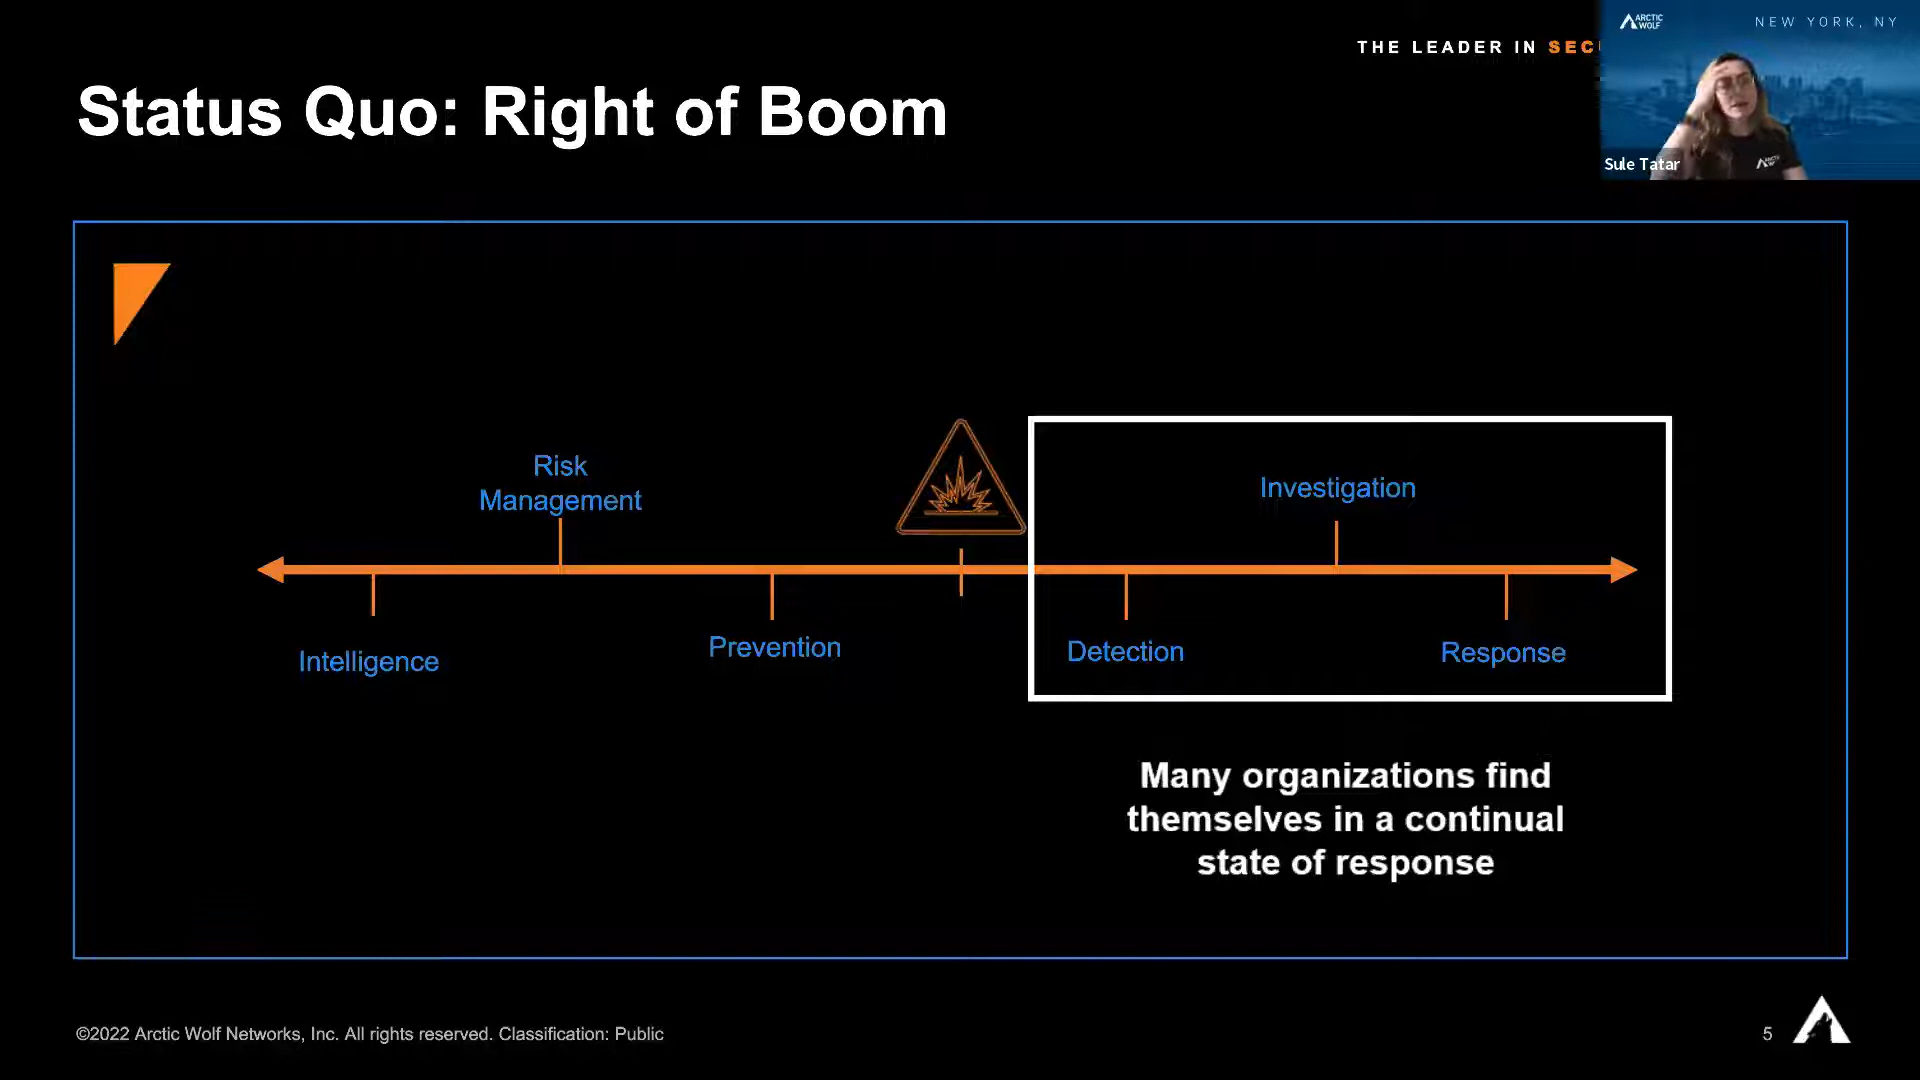 ARCTIC
WOLF
NEW YORK, NY
THE LEADER IN SEC
Status Quo: Right of Boom
Sule Tatar
Risk
Management
Investigation
Intelligence
Prevention
Detection
Response
Many organizations find
themselves in a continual
state of response
©2022 Arctic Wolf Networks, Inc. All rights reserved. Classification: Public
5